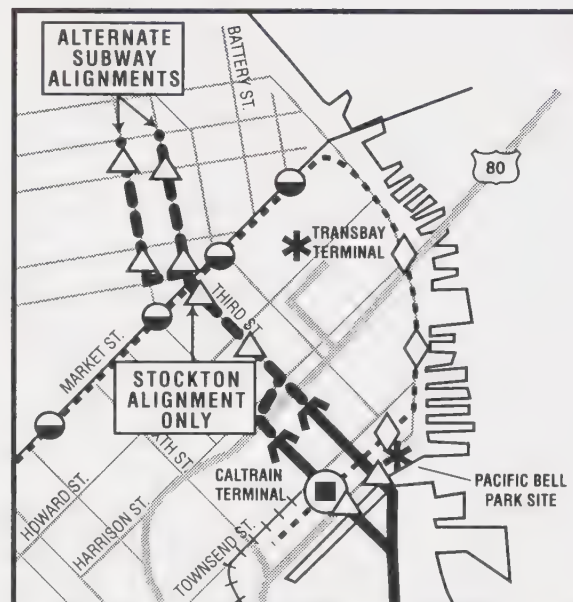 ALTERNATE
SUBWAY
ALIGNMENTS
BATTERY ST.
80
TRANSBAY
TERMINAL
THIRD ST.
MARKET ST.
STOCKTON
ALIGNMENT
ONLY
CALTRAIN
TERMINAL
PACIFIC BELL
PARK SITE
HOWARD ST.
HARRISON ST.
TOWNSEND ST.